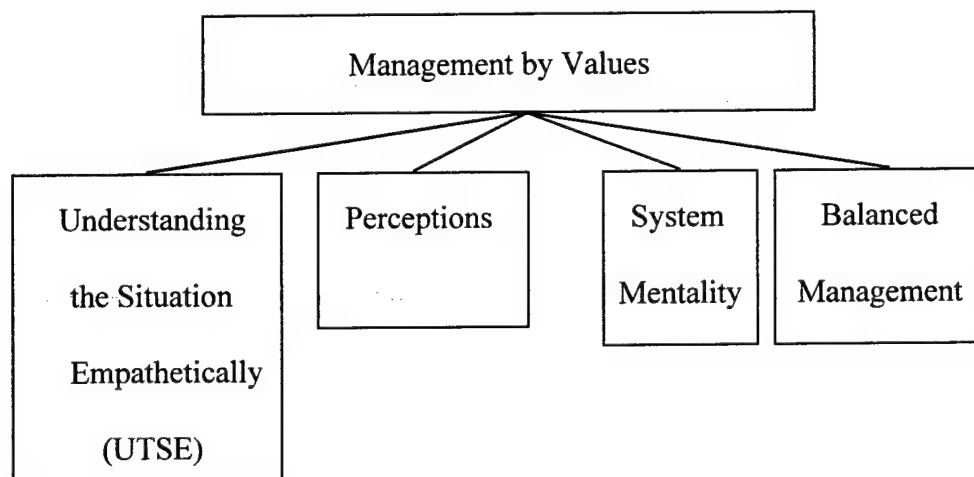 Management by Values
Understanding
the Situation
Empathetically
(UTSE)
Perceptions
System
Mentality
Balanced
Management